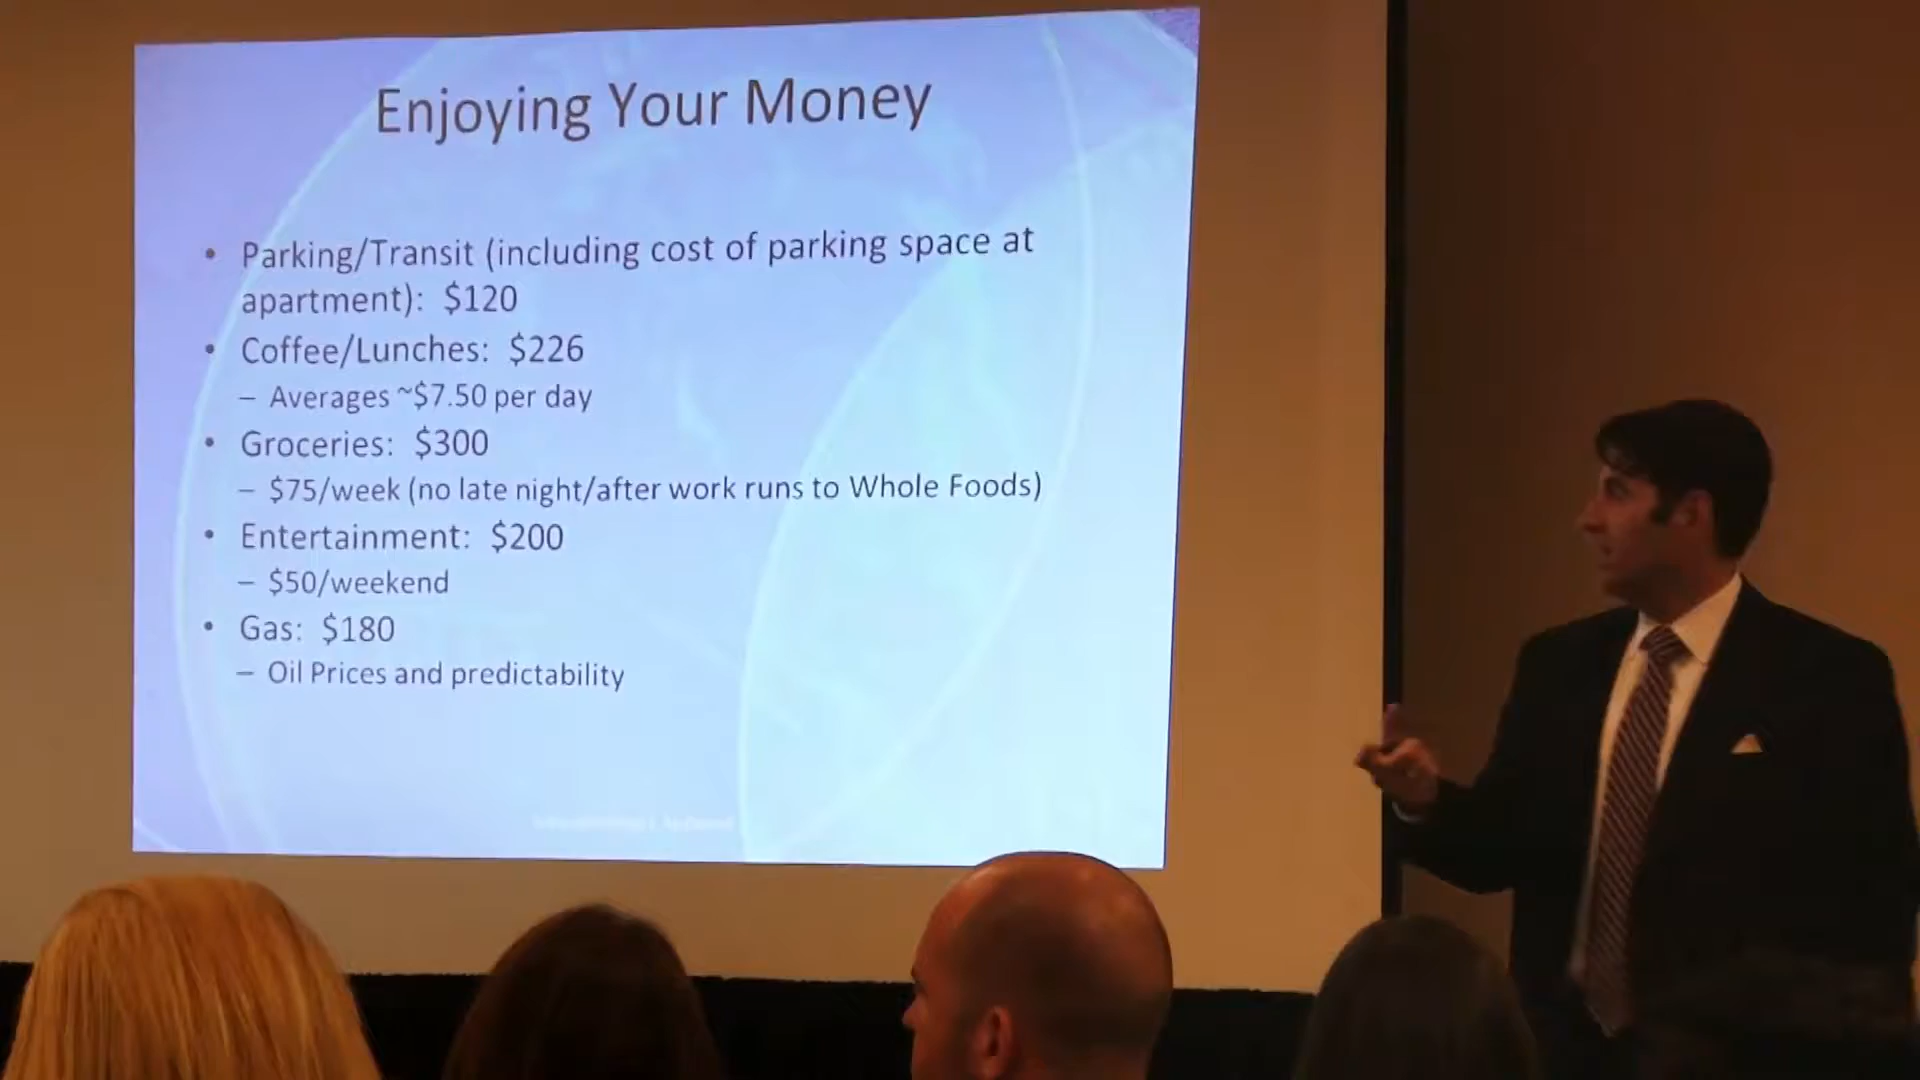 Enjoying Your Money
• Parking/Transit (including cost of parking space at
apartment): $120
• Coffee/Lunches: $226
– Averages ~$7.50 per day
• Groceries: $300
– $75/week (no late night/after work runs to Whole Foods)
• Entertainment: $200
– $50/weekend
• Gas: $180
– Oil Prices and predictability